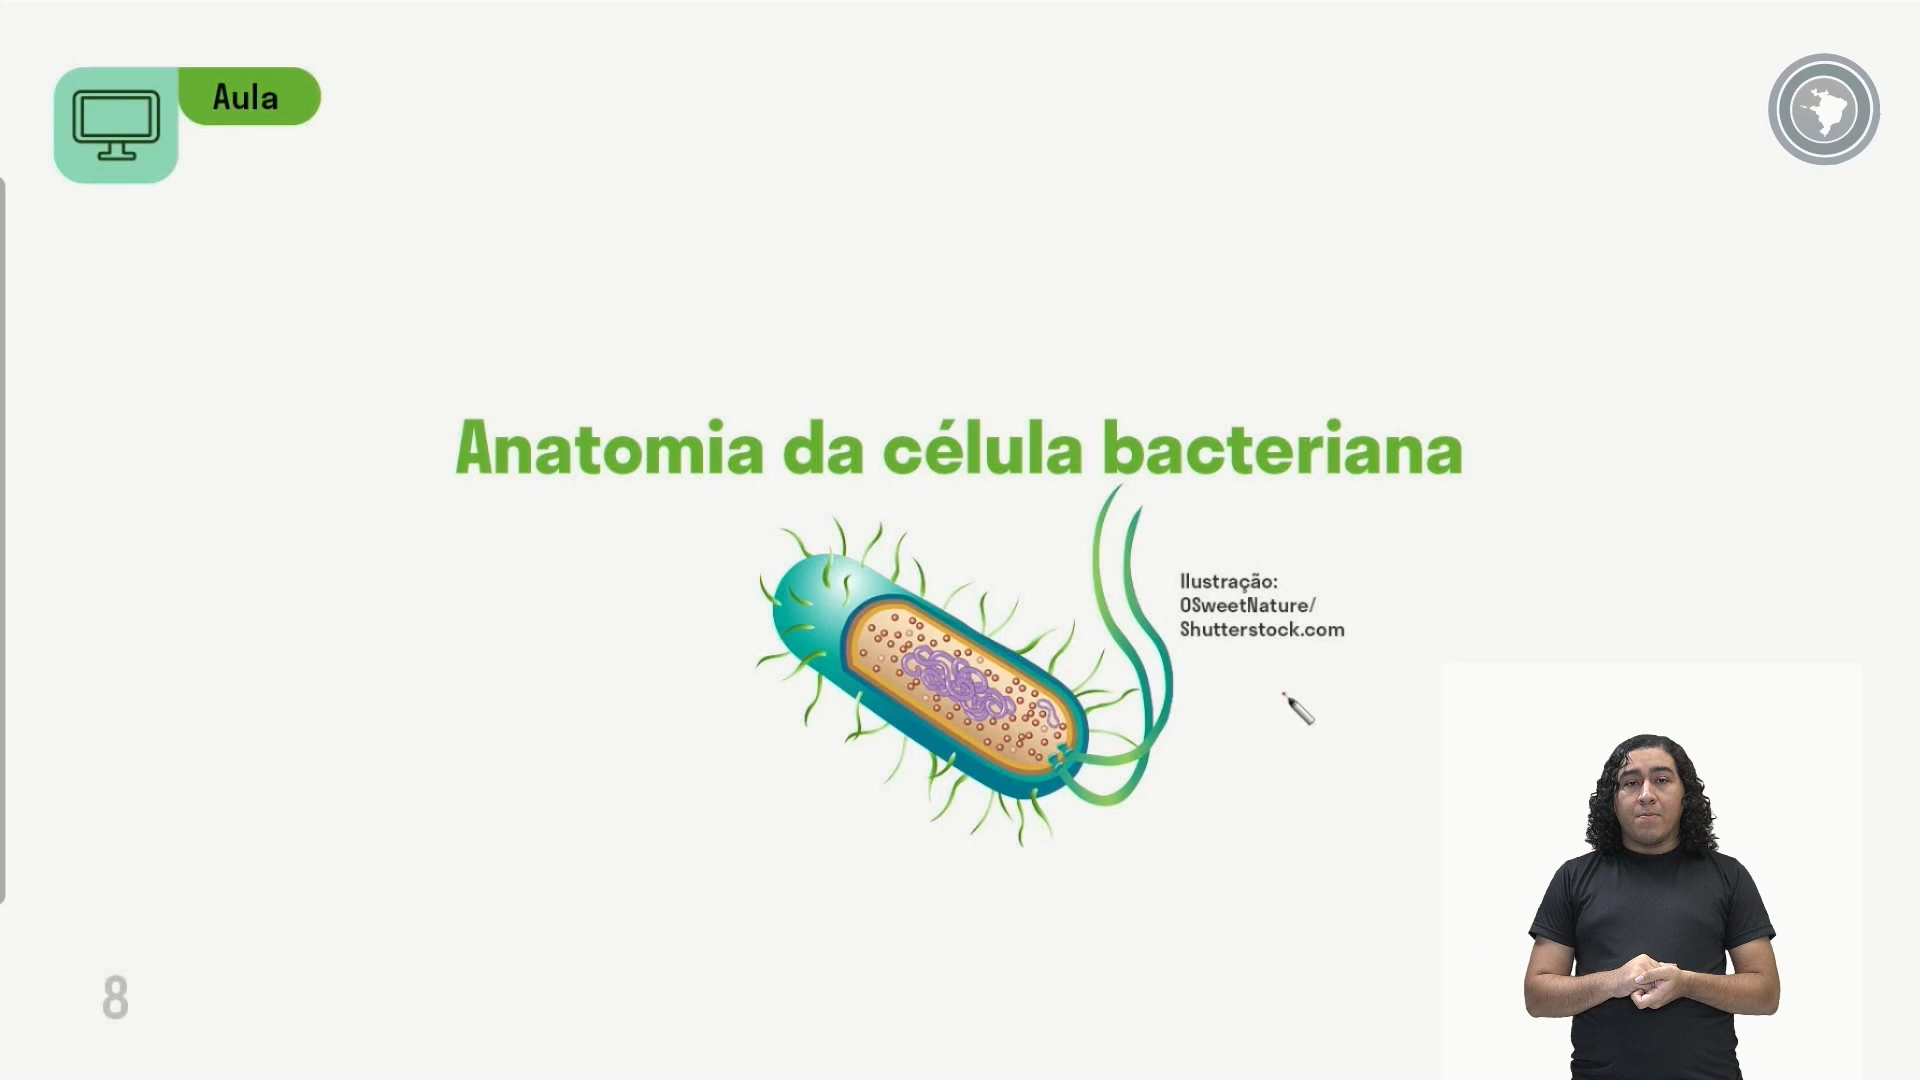 Aula
Anatomia da célula bacteriana
Ilustração:
OSweetNature/
Shutterstock.com
8